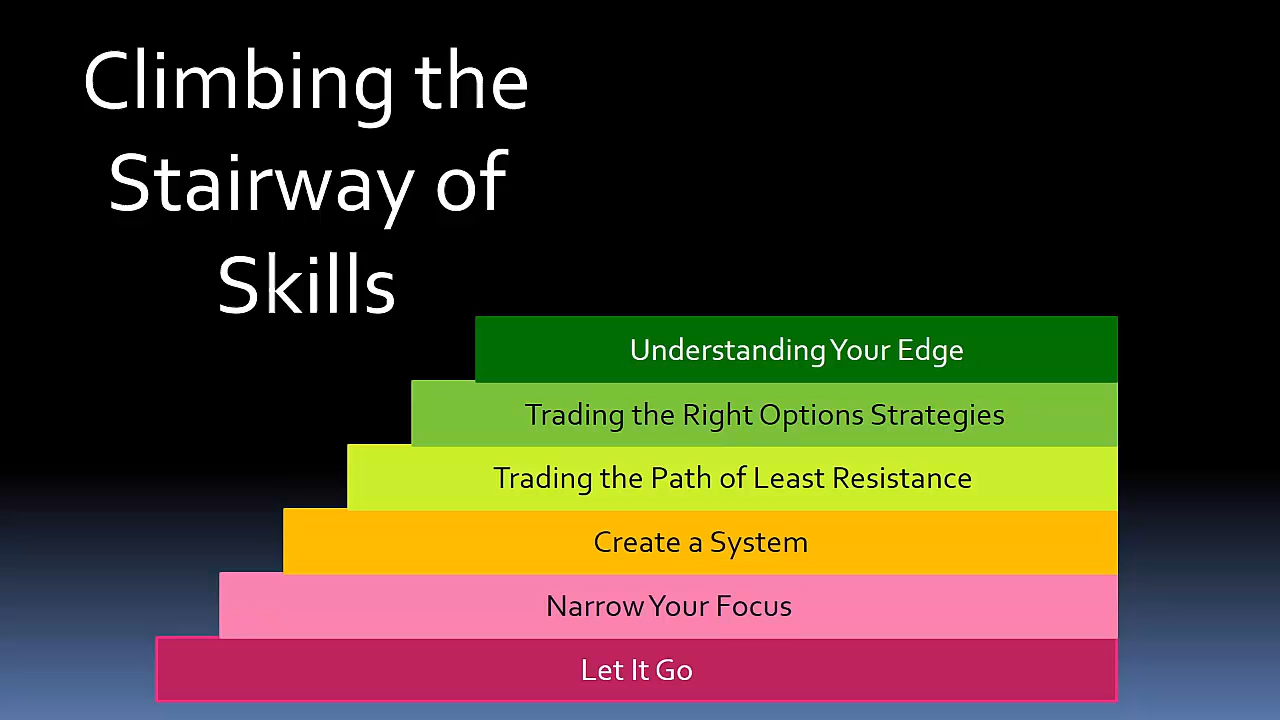 Climbing the
Stairway of
Skills
Understanding Your Edge
Trading the Right Options Strategies
Trading the Path of Least Resistance
Create a System
Narrow Your Focus
Let It Go